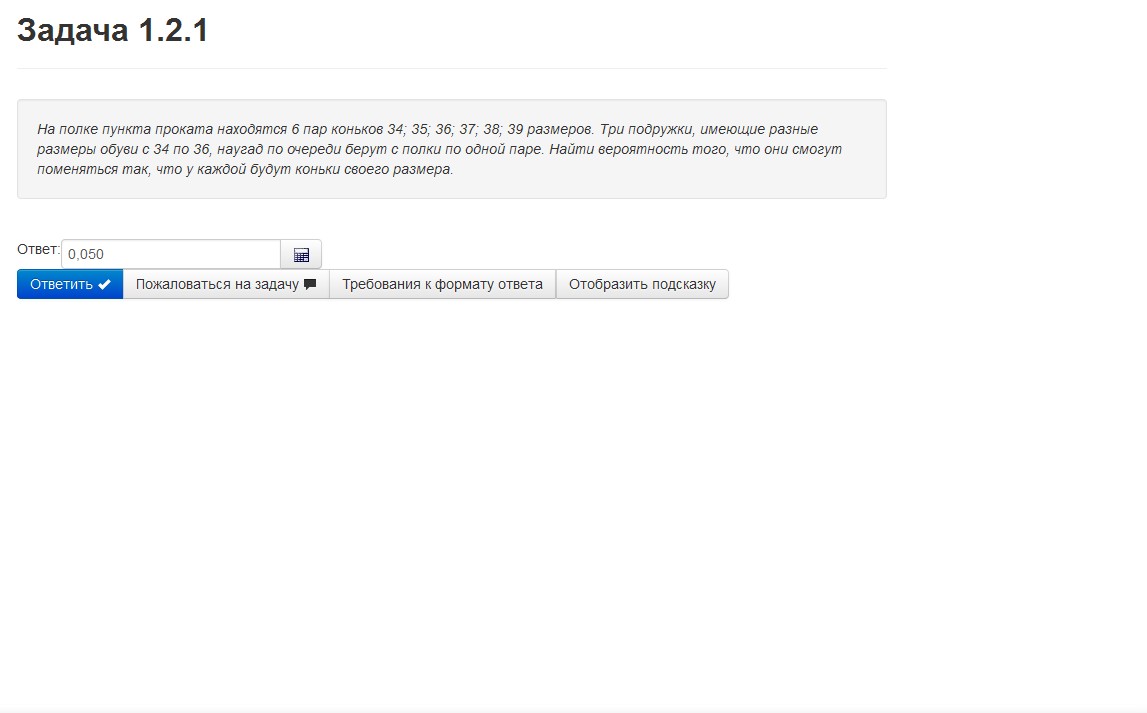 Задача 1.2.1
На полке пункта проката находятся 6 пар коньков 34; 35; 36; 37; 38; 39 размеров. Три подружки, имеющие разные
размеры обуви с 34 по 36, наугад по очереди берут с полки по одной паре. Найти вероятность того, что они смогут
поменяться так, что у каждой будут коньки своего размера.
Ответ: 0,050
Ответить Пожаловаться на задачу Требования к формату ответа Отобразить подсказку